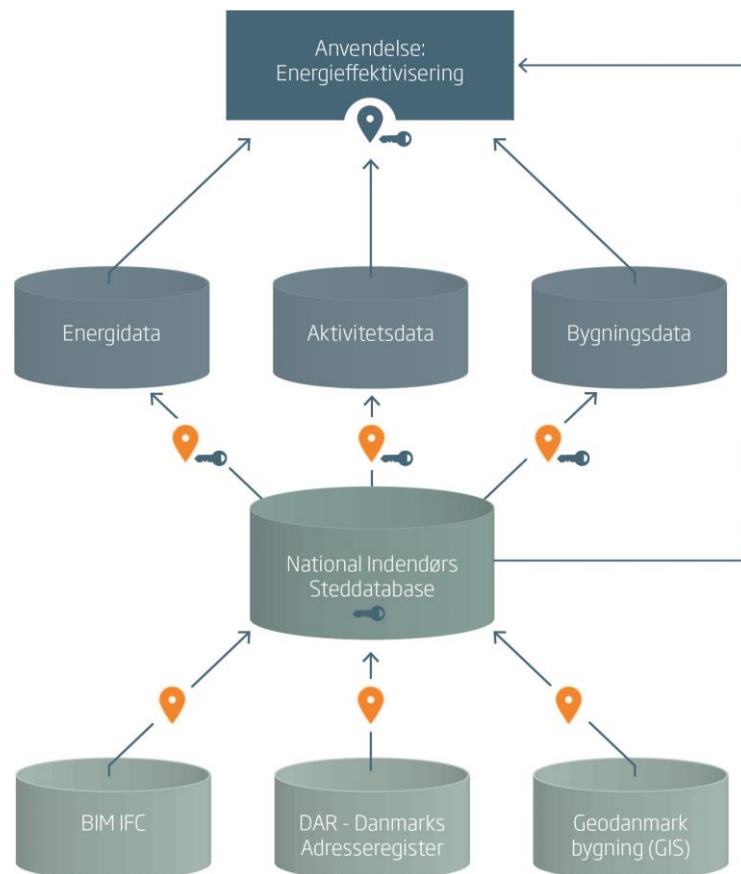 Anvendelse:
Energieffektivisering
Energidata
Aktivitetsdata
Bygningsdata
National Indendørs
Steddatabase
BIM IFC
DAR - Danmarks
Adresseregister
Geodanmark
bygning (GIS)